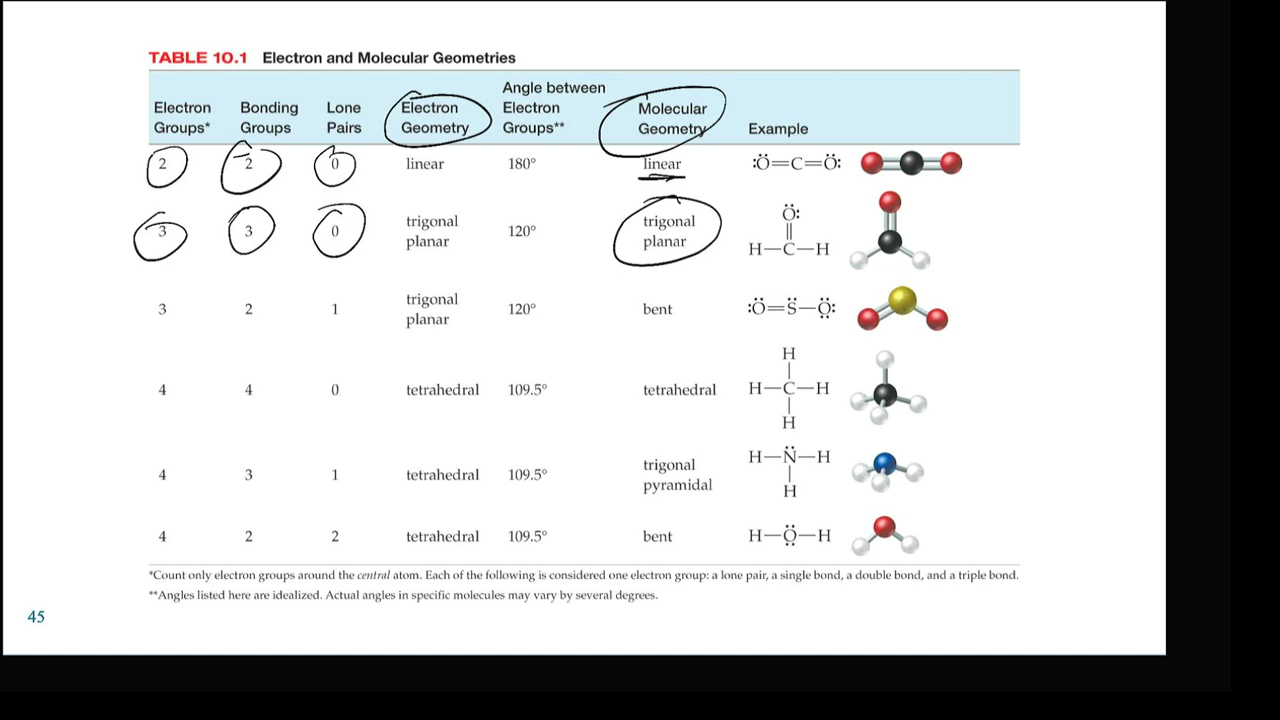 TABLE 10.1 Electron and Molecular Geometries
Electron Groups* Bonding Groups Lone Pairs Electron Geometry Angle between Electron Groups** Molecular Geometry Example
2 2 0 linear 180° linear :Ö=C=Ö:
3 3 0 trigonal planar 120° trigonal planar
Ö:
||
H—C—H
3 2 1 trigonal planar 120° bent :Ö=S̈—Ö̤:
4 4 0 tetrahedral 109.5° tetrahedral
H
|
H—C—H
|
H
4 3 1 tetrahedral 109.5° trigonal pyramidal
H—N̈—H
|
H
4 2 2 tetrahedral 109.5° bent H—Ö̤—H
*Count only electron groups around the central atom. Each of the following is considered one electron group: a lone pair, a single bond, a double bond, and a triple bond.
**Angles listed here are idealized. Actual angles in specific molecules may vary by several degrees.
45